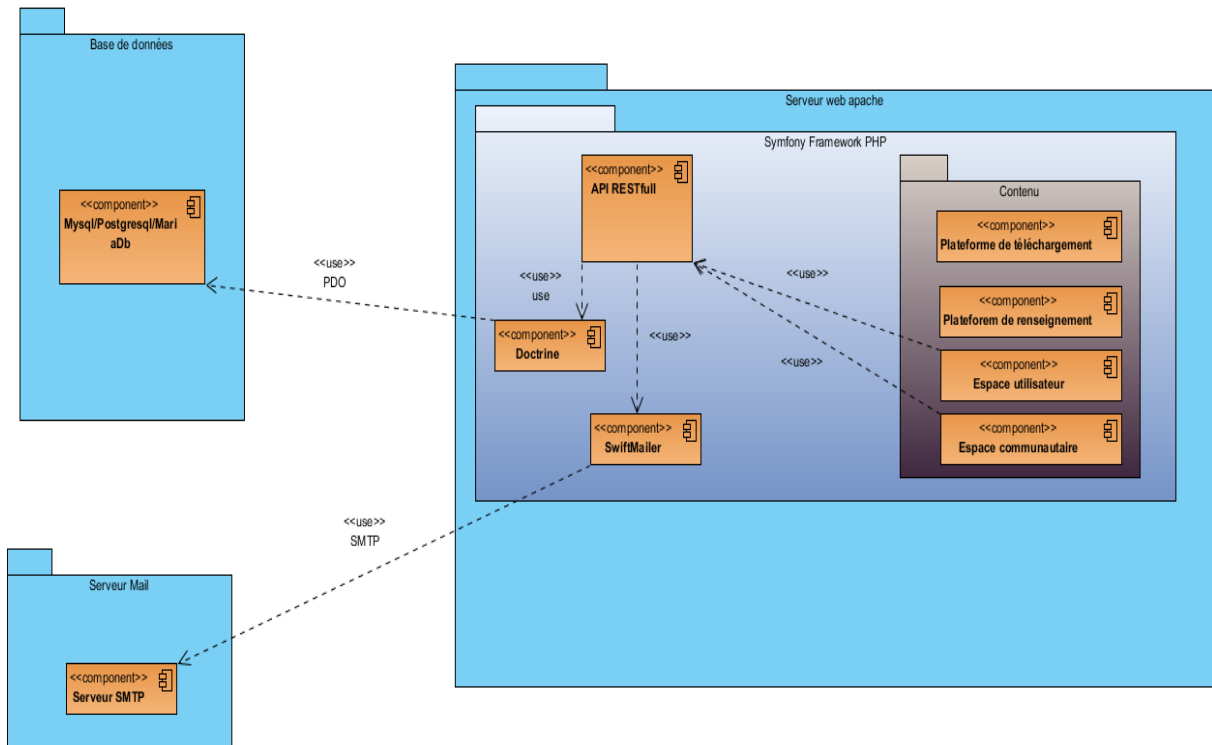 Base de données
<<component>>
Mysql/Postgresql/Mari
aDb
<<use>>
PDO
Serveur web apache
Symfony Framework PHP
<<component>>
API RESTfull
<<use>>
use
<<component>>
Doctrine
<<use>>
<<component>>
SwiftMailer
<<use>>
<<use>>
Contenu
<<component>>
Plateforme de téléchargement
<<component>>
Plateforem de renseignement
<<component>>
Espace utilisateur
<<component>>
Espace communautaire
<<use>>
SMTP
Serveur Mail
<<component>>
Serveur SMTP